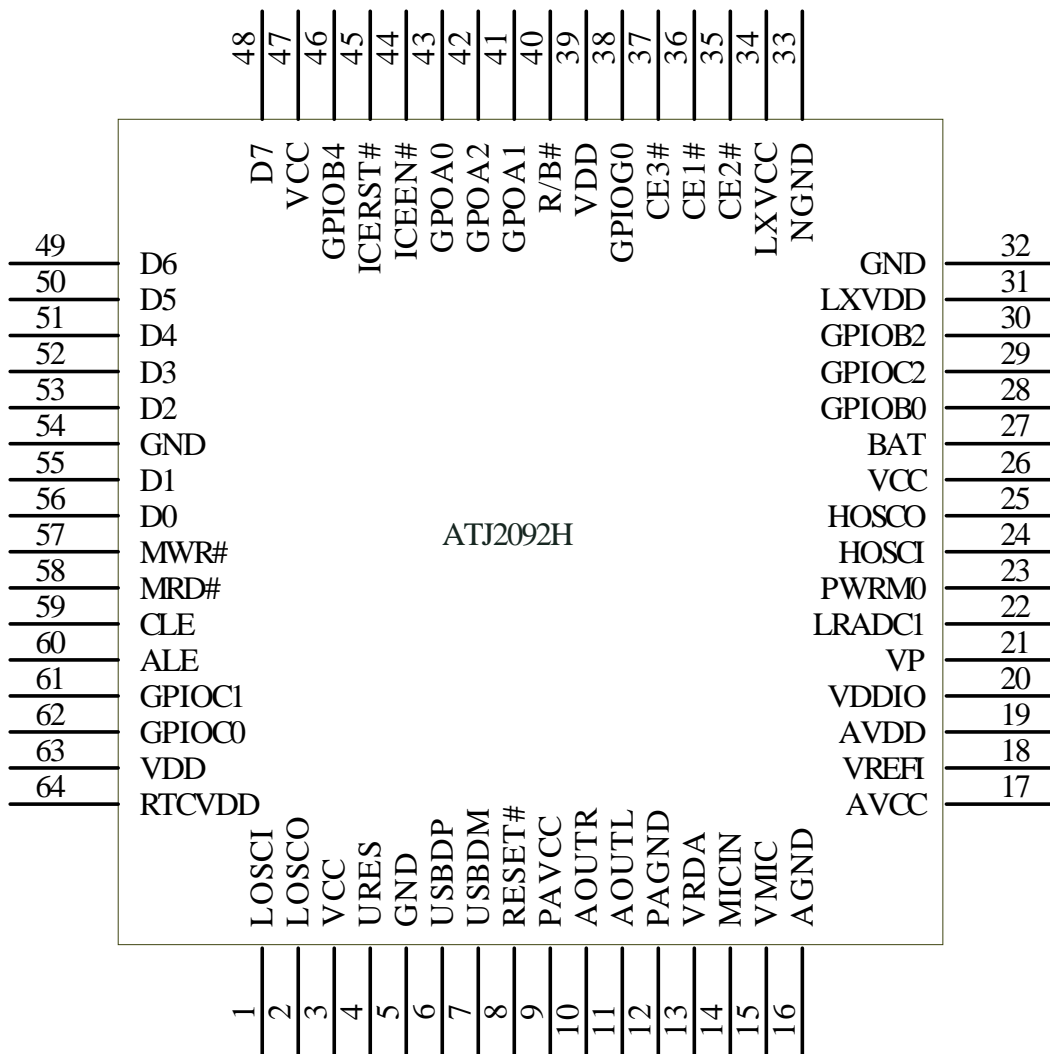 48 47 46 45 44 43 42 41 40 39 38 37 36 35 34 33
D7 VCC GPIOB4 ICERST# ICEEN# GPOA0 GPOA2 GPOA1 R/B# VDD GPIOG0 CE3# CE1# CE2# LXVCC NGND
49 D6
50 D5
51 D4
52 D3
53 D2
54 GND
55 D1
56 D0
57 MWR#
58 MRD#
59 CLE
60 ALE
61 GPIOC1
62 GPIOC0
63 VDD
64 RTCVDD
ATJ2092H
GND 32
LXVDD 31
GPIOB2 30
GPIOC2 29
GPIOB0 28
BAT 27
VCC 26
HOSCO 25
HOSCI 24
PWRM0 23
LRADC1 22
VP 21
VDDIO 20
AVDD 19
VREFI 18
AVCC 17
LOSCI LOSCO VCC URES GND USBDP USBDM RESET# PAVCC AOUTR AOUTL PAGND VRDA MICIN VMIC AGND
1 2 3 4 5 6 7 8 9 10 11 12 13 14 15 16